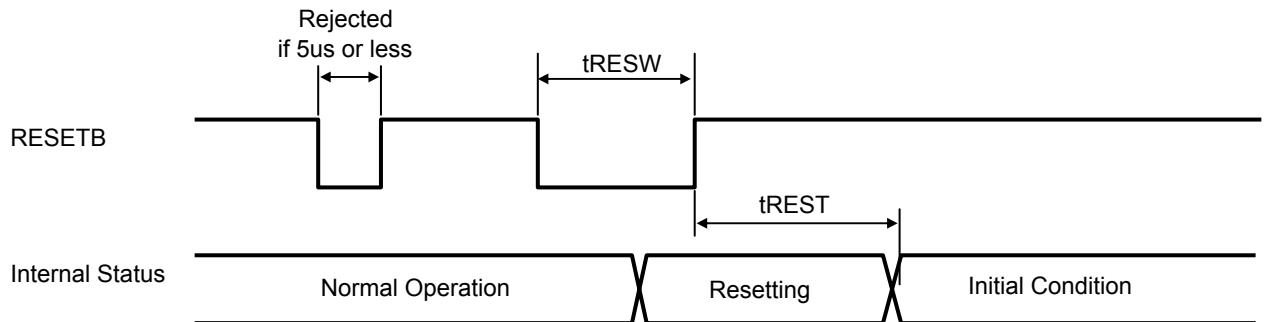 Rejected
if 5us or less
tRESW
RESETB
tREST
Internal Status
Normal Operation
Resetting
Initial Condition